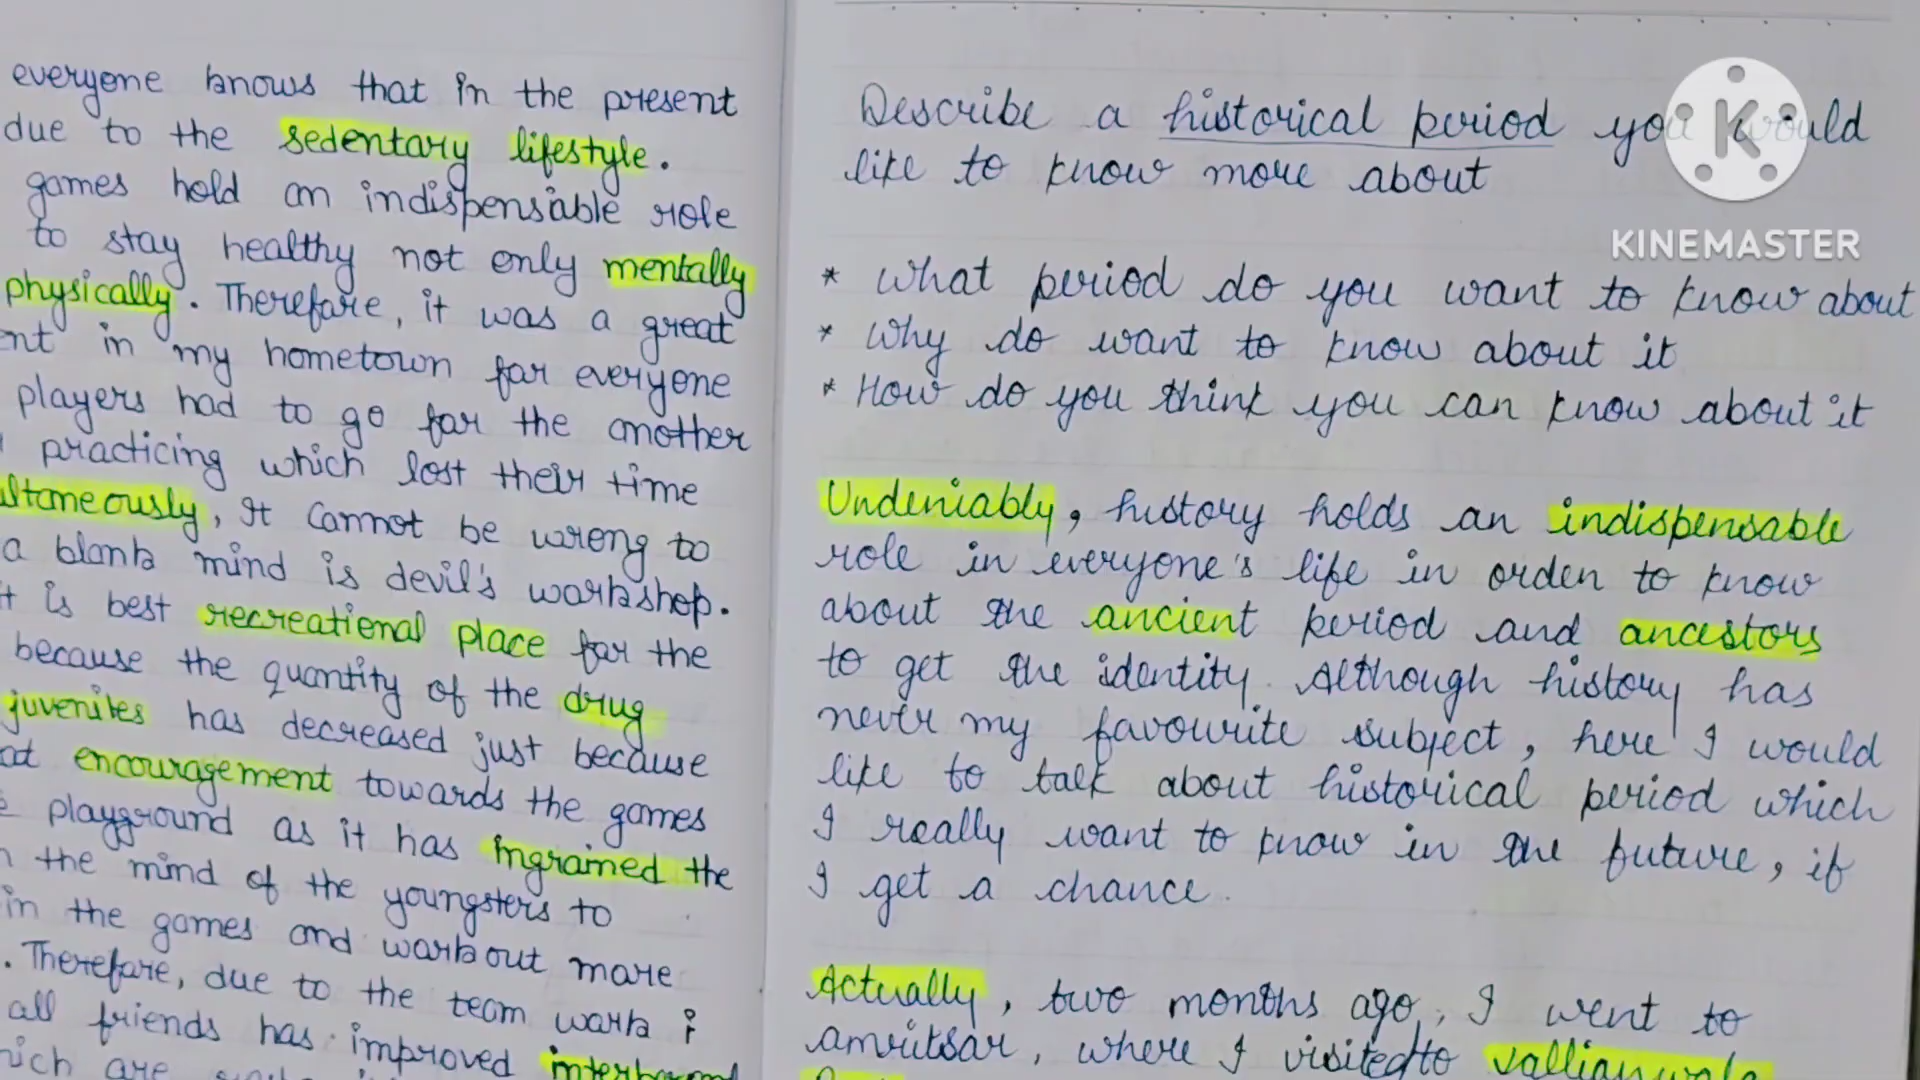 everyone knows that in the present
due to the sedentary lifestyle.
games hold an indispensable role
to stay healthy not only mentally
physically. Therefore, it was a great
in my hometown for everyone
players had to go for the another
practicing which lost their time
, It cannot be wrong to
a blank mind is devil's workshop.
it is best recreational place for the
because the quantity of the drug
juveniles has decreased just because
encouragement towards the games
playground as it has ingrained the
the mind of the youngsters to
in the games and workout more
. Therefore, due to the team work i
all friends has improved
which are
Describe a historical period you would
like to know more about
* What period do you want to know about
* Why do want to know about it
* How do you think you can know about it
Undeniably, history holds an indispensable
role in everyone's life in order to know
about the ancient period and ancestors
to get the identity. Although history has
never my favourite subject, here I would
like to talk about historical period which
I really want to know in the future, if
I get a chance.
Actually, two months ago, I went to
amritsar, where I visited to
KINEMASTER